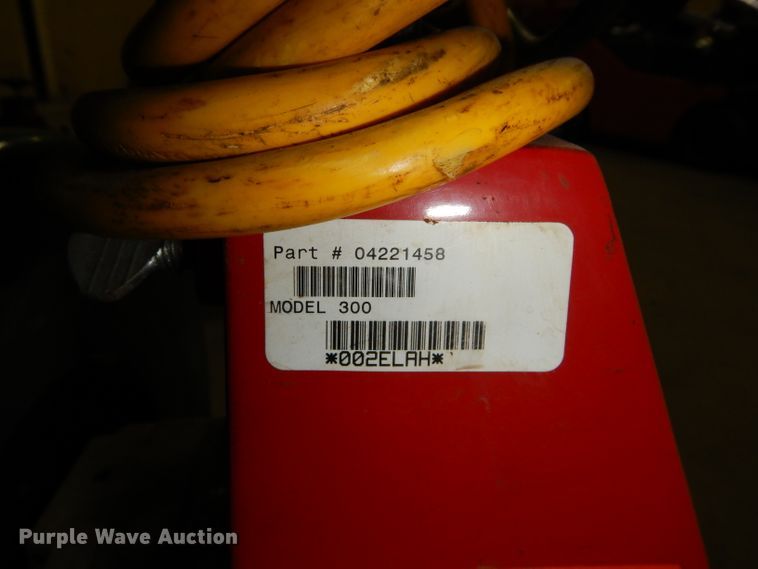 Part # 04221458
MODEL 300
*002ELAH*
Purple Wave Auction